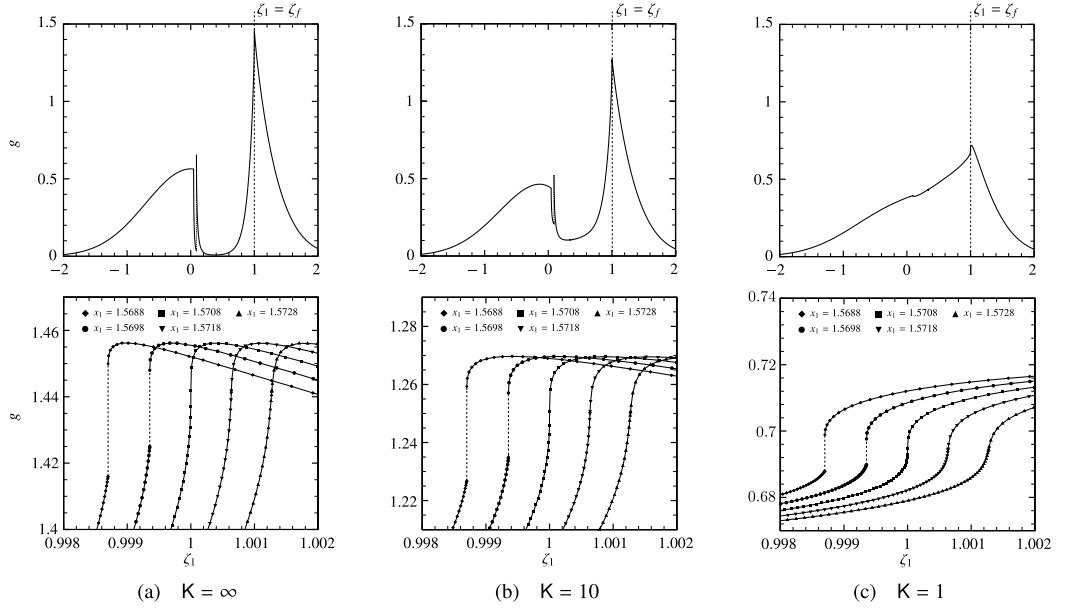 ζ1 = ζf
ζ1 = ζf
ζ1 = ζf
1.5
1
0.5
0
g
−2
−1
0
1
2
1.5
1
0.5
0
−2
−1
0
1
2
1.5
1
0.5
0
−2
−1
0
1
2
1.46
1.44
1.42
1.4
g
x1 = 1.5688 x1 = 1.5708 x1 = 1.5728
x1 = 1.5698 x1 = 1.5718
0.998 0.999 1 1.001 1.002
ζ1
1.28
1.26
1.24
1.22
x1 = 1.5688 x1 = 1.5708 x1 = 1.5728
x1 = 1.5698 x1 = 1.5718
0.998 0.999 1 1.001 1.002
ζ1
0.74
0.72
0.7
0.68
x1 = 1.5688 x1 = 1.5708 x1 = 1.5728
x1 = 1.5698 x1 = 1.5718
0.998 0.999 1 1.001 1.002
ζ1
(a) K = ∞
(b) K = 10
(c) K = 1